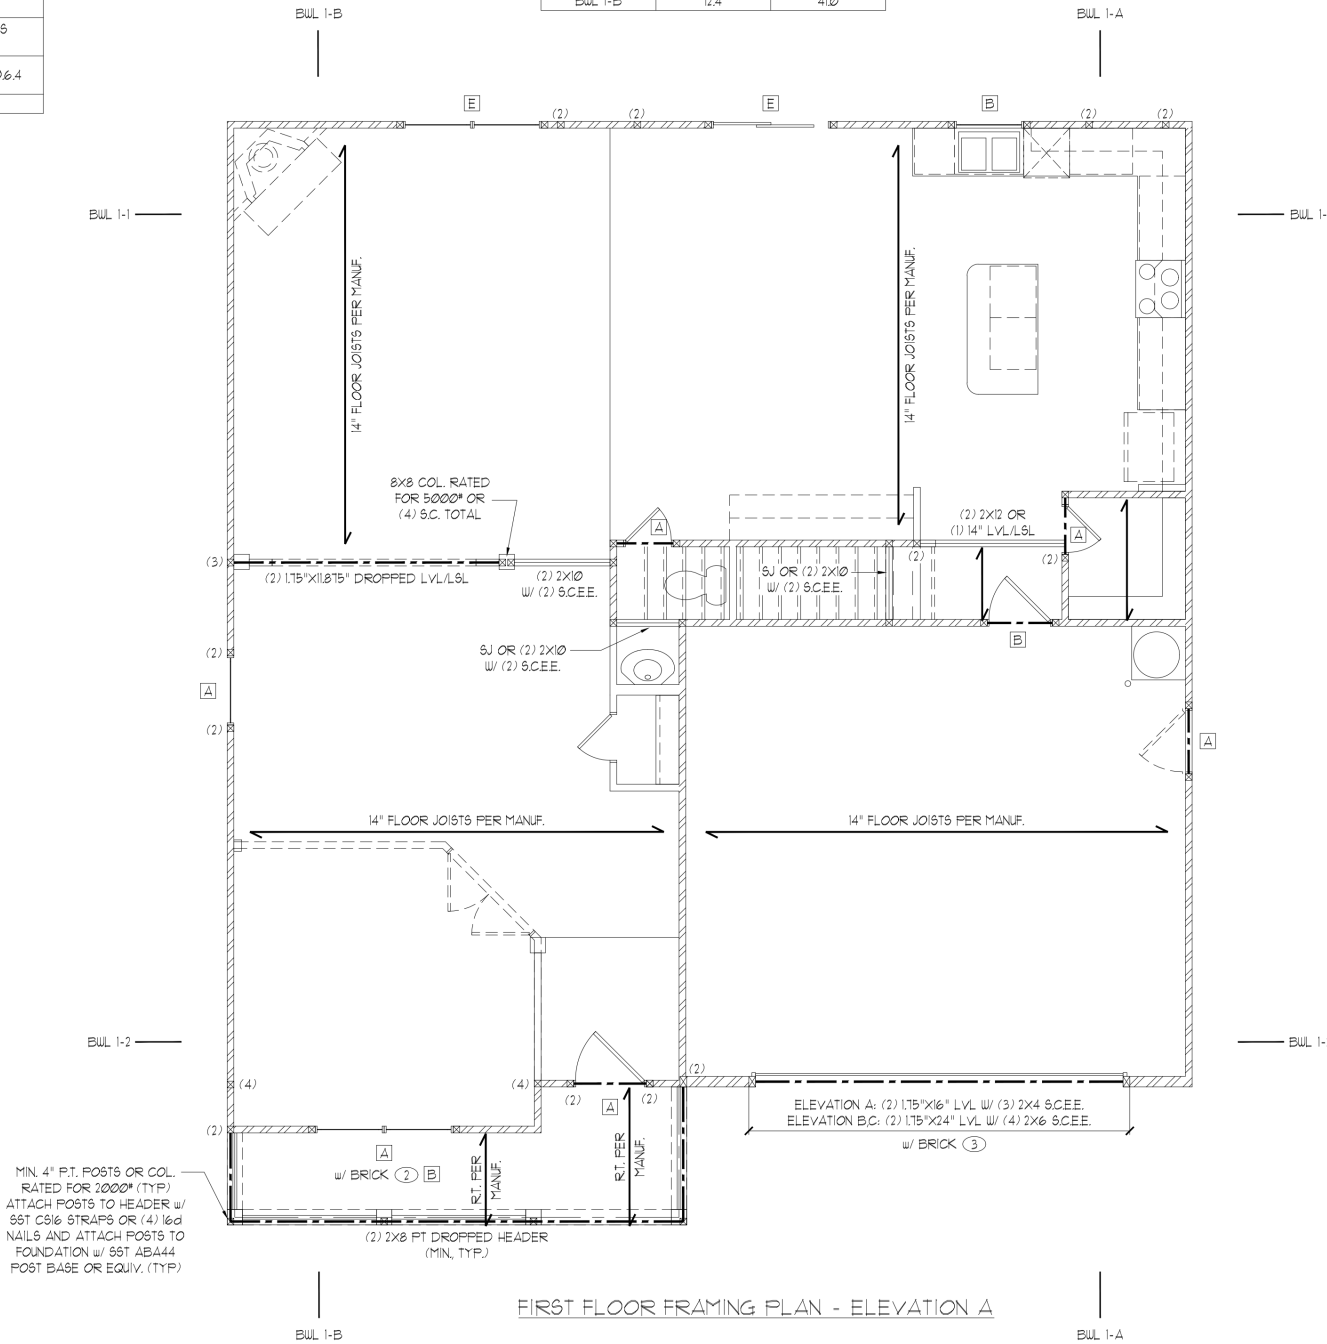 S
0.6.4
BWL 1-B
12.4
41.0
BWL 1-B
BWL 1-A
E
E
B
(2)
(2)
(2)
(2)
BWL 1-1
BWL 1-
14" FLOOR JOISTS PER MANUF.
14" FLOOR JOISTS PER MANUF.
8X8 COL. RATED
FOR 5000# OR
(4) S.C. TOTAL
(2) 2X12 OR
(1) 14" LVL/LSL
A
A
(3)
(2) 1.75"X11.875" DROPPED LVL/LSL
(2) 2X10
W/ (2) S.C.E.E.
SJ OR (2) 2X10
W/ (2) S.C.E.E.
(2)
(2)
B
SJ OR (2) 2X10
W/ (2) S.C.E.E.
(2)
A
(2)
A
14" FLOOR JOISTS PER MANUF.
14" FLOOR JOISTS PER MANUF.
BWL 1-2
BWL 1-
(4)
(4)
(2)
(2)
A
(2)
(2)
ELEVATION A: (2) 1.75"X16" LVL W/ (3) 2X4 S.C.E.E.
ELEVATION B,C: (2) 1.75"X24" LVL W/ (4) 2X6 S.C.E.E.
w/ BRICK 3
A
w/ BRICK 2 B
R.T. PER
MANUF.
R.T. PER
MANUF.
MIN. 4" P.T. POSTS OR COL.
RATED FOR 2000# (TYP)
ATTACH POSTS TO HEADER w/
SST CS16 STRAPS OR (4) 16d
NAILS AND ATTACH POSTS TO
FOUNDATION w/ SST ABA44
POST BASE OR EQUIV. (TYP)
(2) 2X8 PT DROPPED HEADER
(MIN., TYP.)
FIRST FLOOR FRAMING PLAN - ELEVATION A
BWL 1-B
BWL 1-A